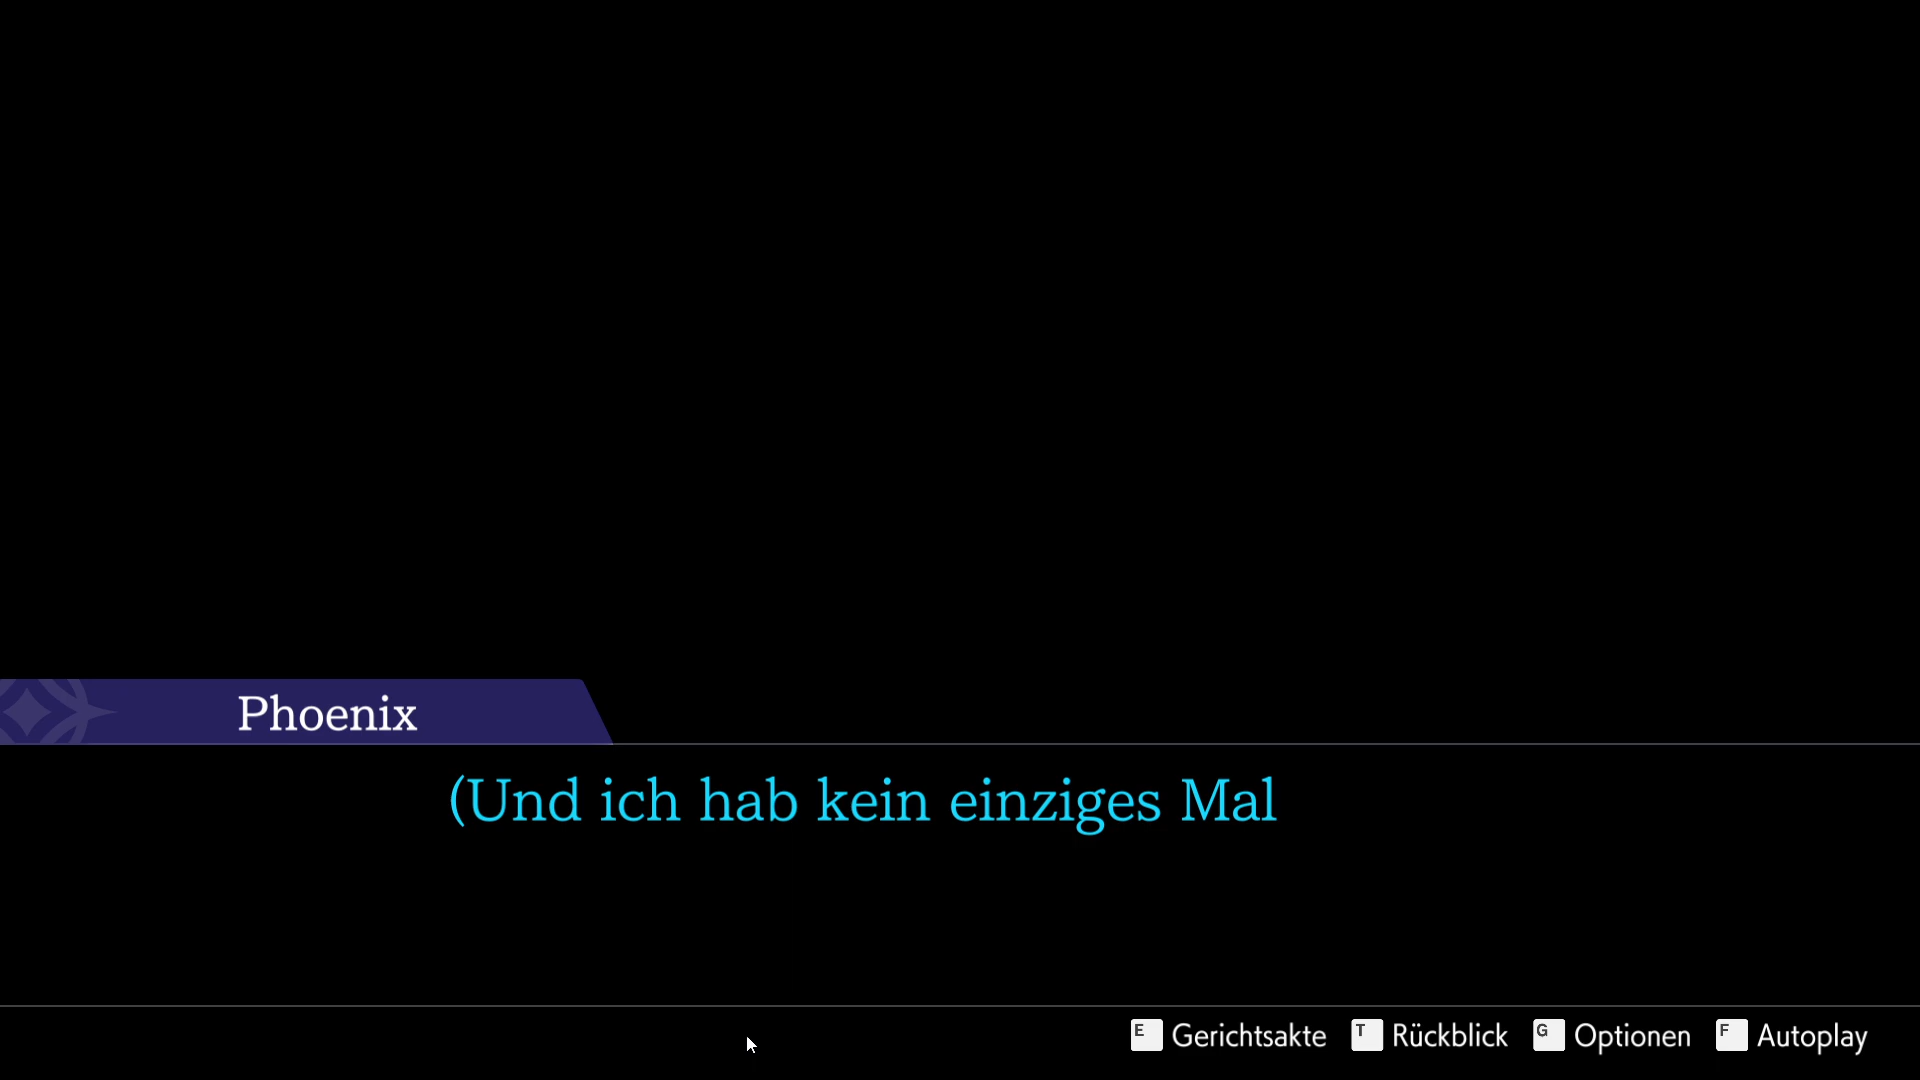 Phoenix
(Und ich hab kein einziges Mal
E Gerichtsakte T Rückblick G Optionen F Autoplay